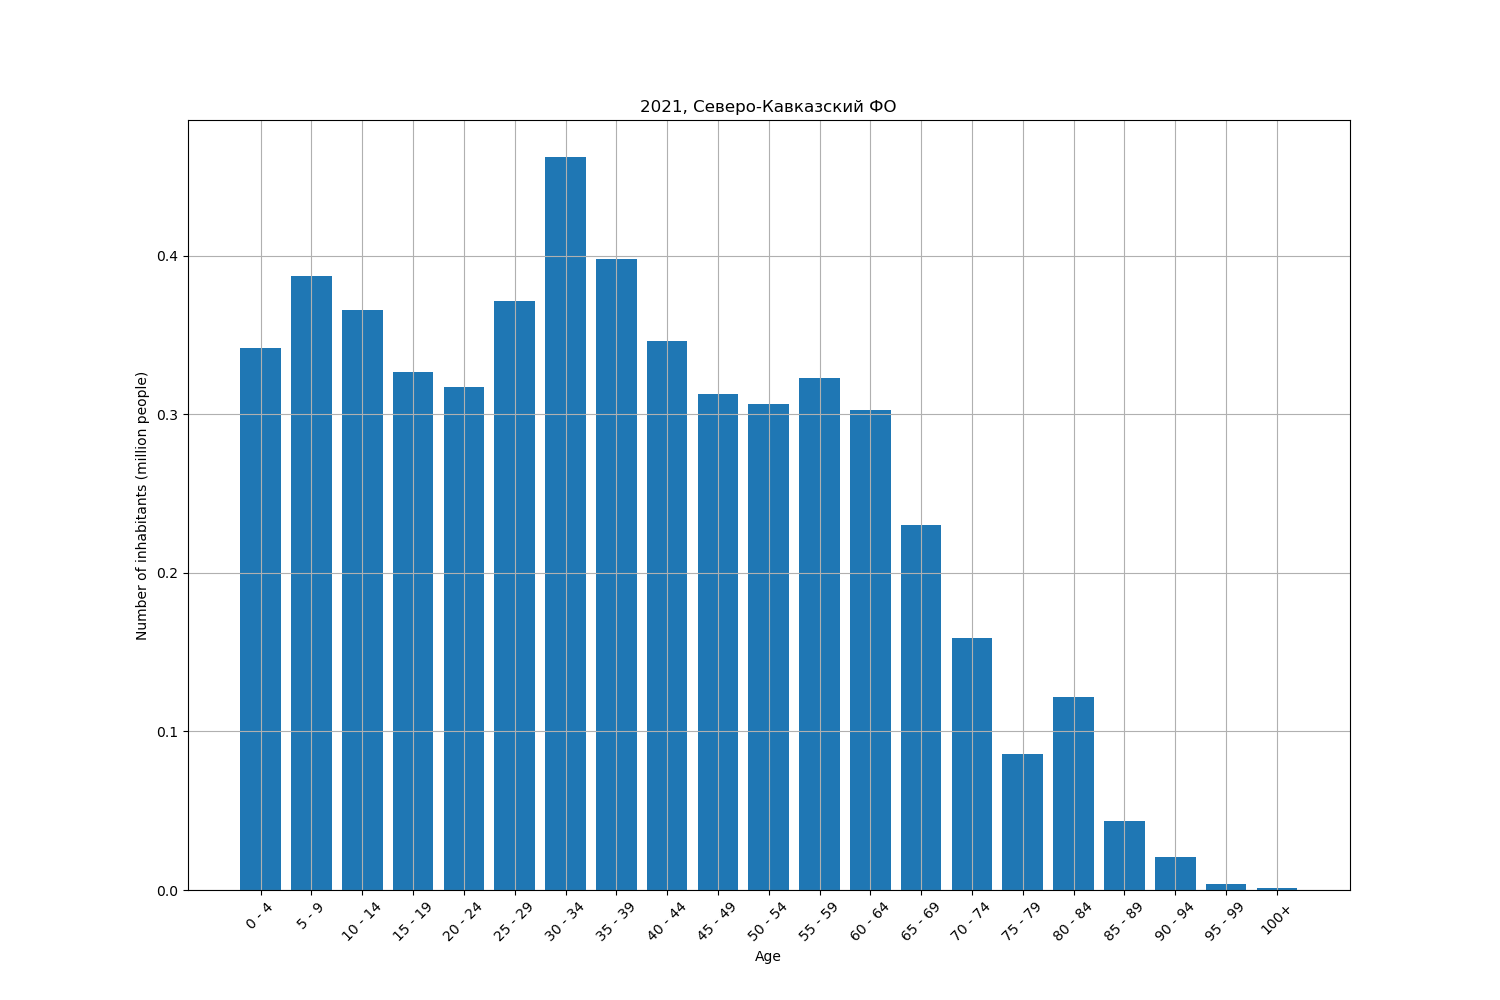 2021, Северо-Кавказский ФО
Number of inhabitants (million people)
0.4
0.3
0.2
0.1
0.0
0 - 4
5 - 9
10 - 14
15 - 19
20 - 24
25 - 29
30 - 34
35 - 39
40 - 44
45 - 49
50 - 54
55 - 59
60 - 64
65 - 69
70 - 74
75 - 79
80 - 84
85 - 89
90 - 94
95 - 99
100+
Age